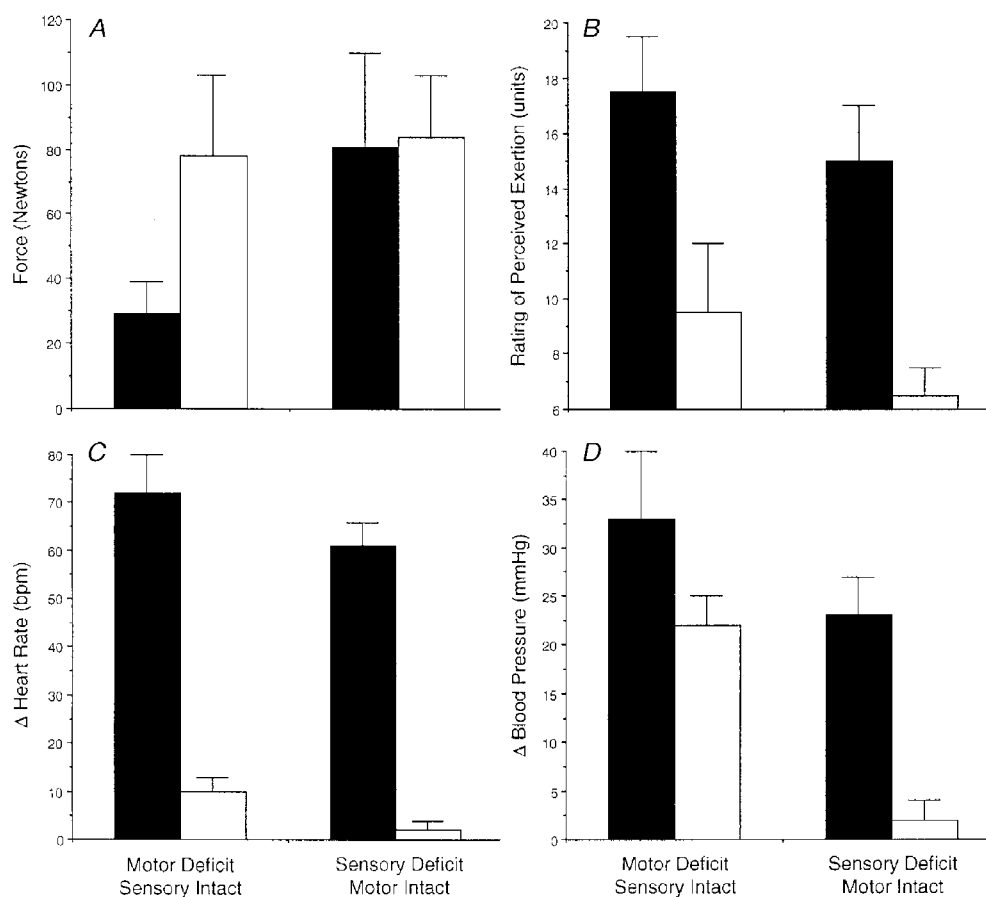 A
Force (Newtons)
120
100
80
60
40
20
0
B
Rating of Perceived Exertion (units)
20
18
16
14
12
10
8
6
C
Δ Heart Rate (bpm)
80
70
60
50
40
30
20
10
0
Motor Deficit
Sensory Intact
Sensory Deficit
Motor Intact
D
Δ Blood Pressure (mmHg)
40
35
30
25
20
15
10
5
0
Motor Deficit
Sensory Intact
Sensory Deficit
Motor Intact